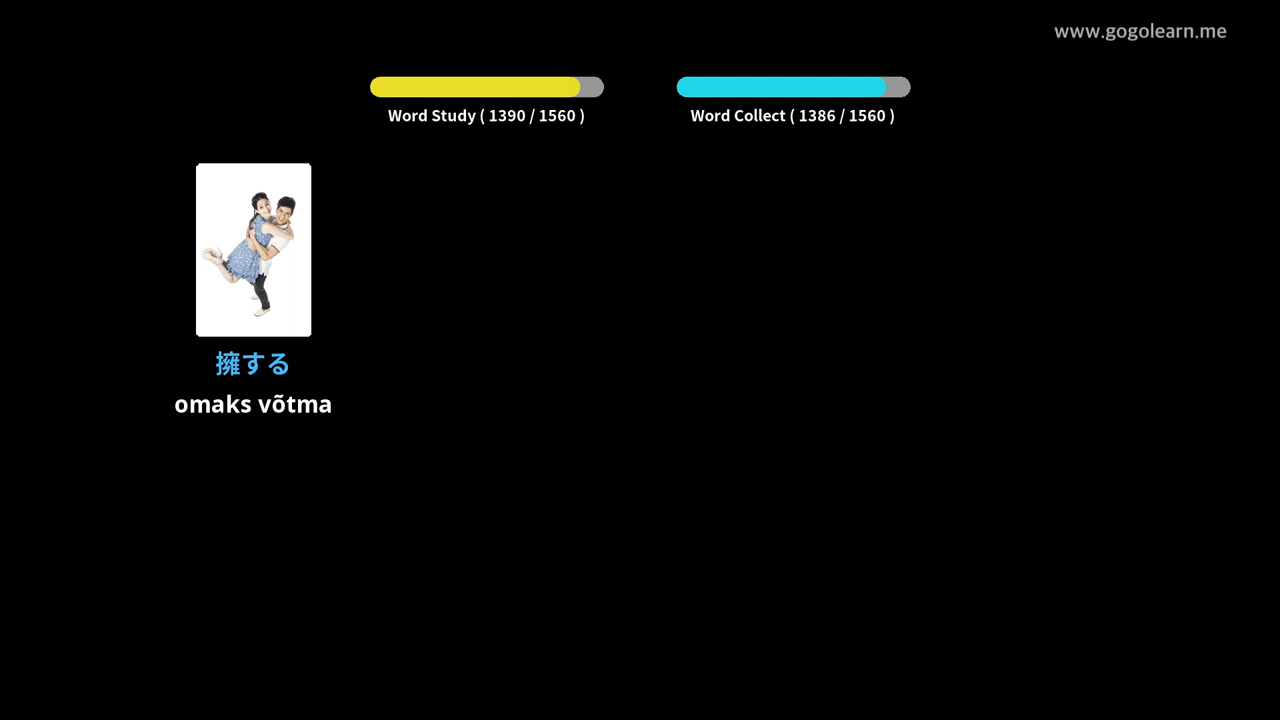 www.gogolearn.me
Word Study ( 1390 / 1560 )
Word Collect ( 1386 / 1560 )
擁する
omaks võtma